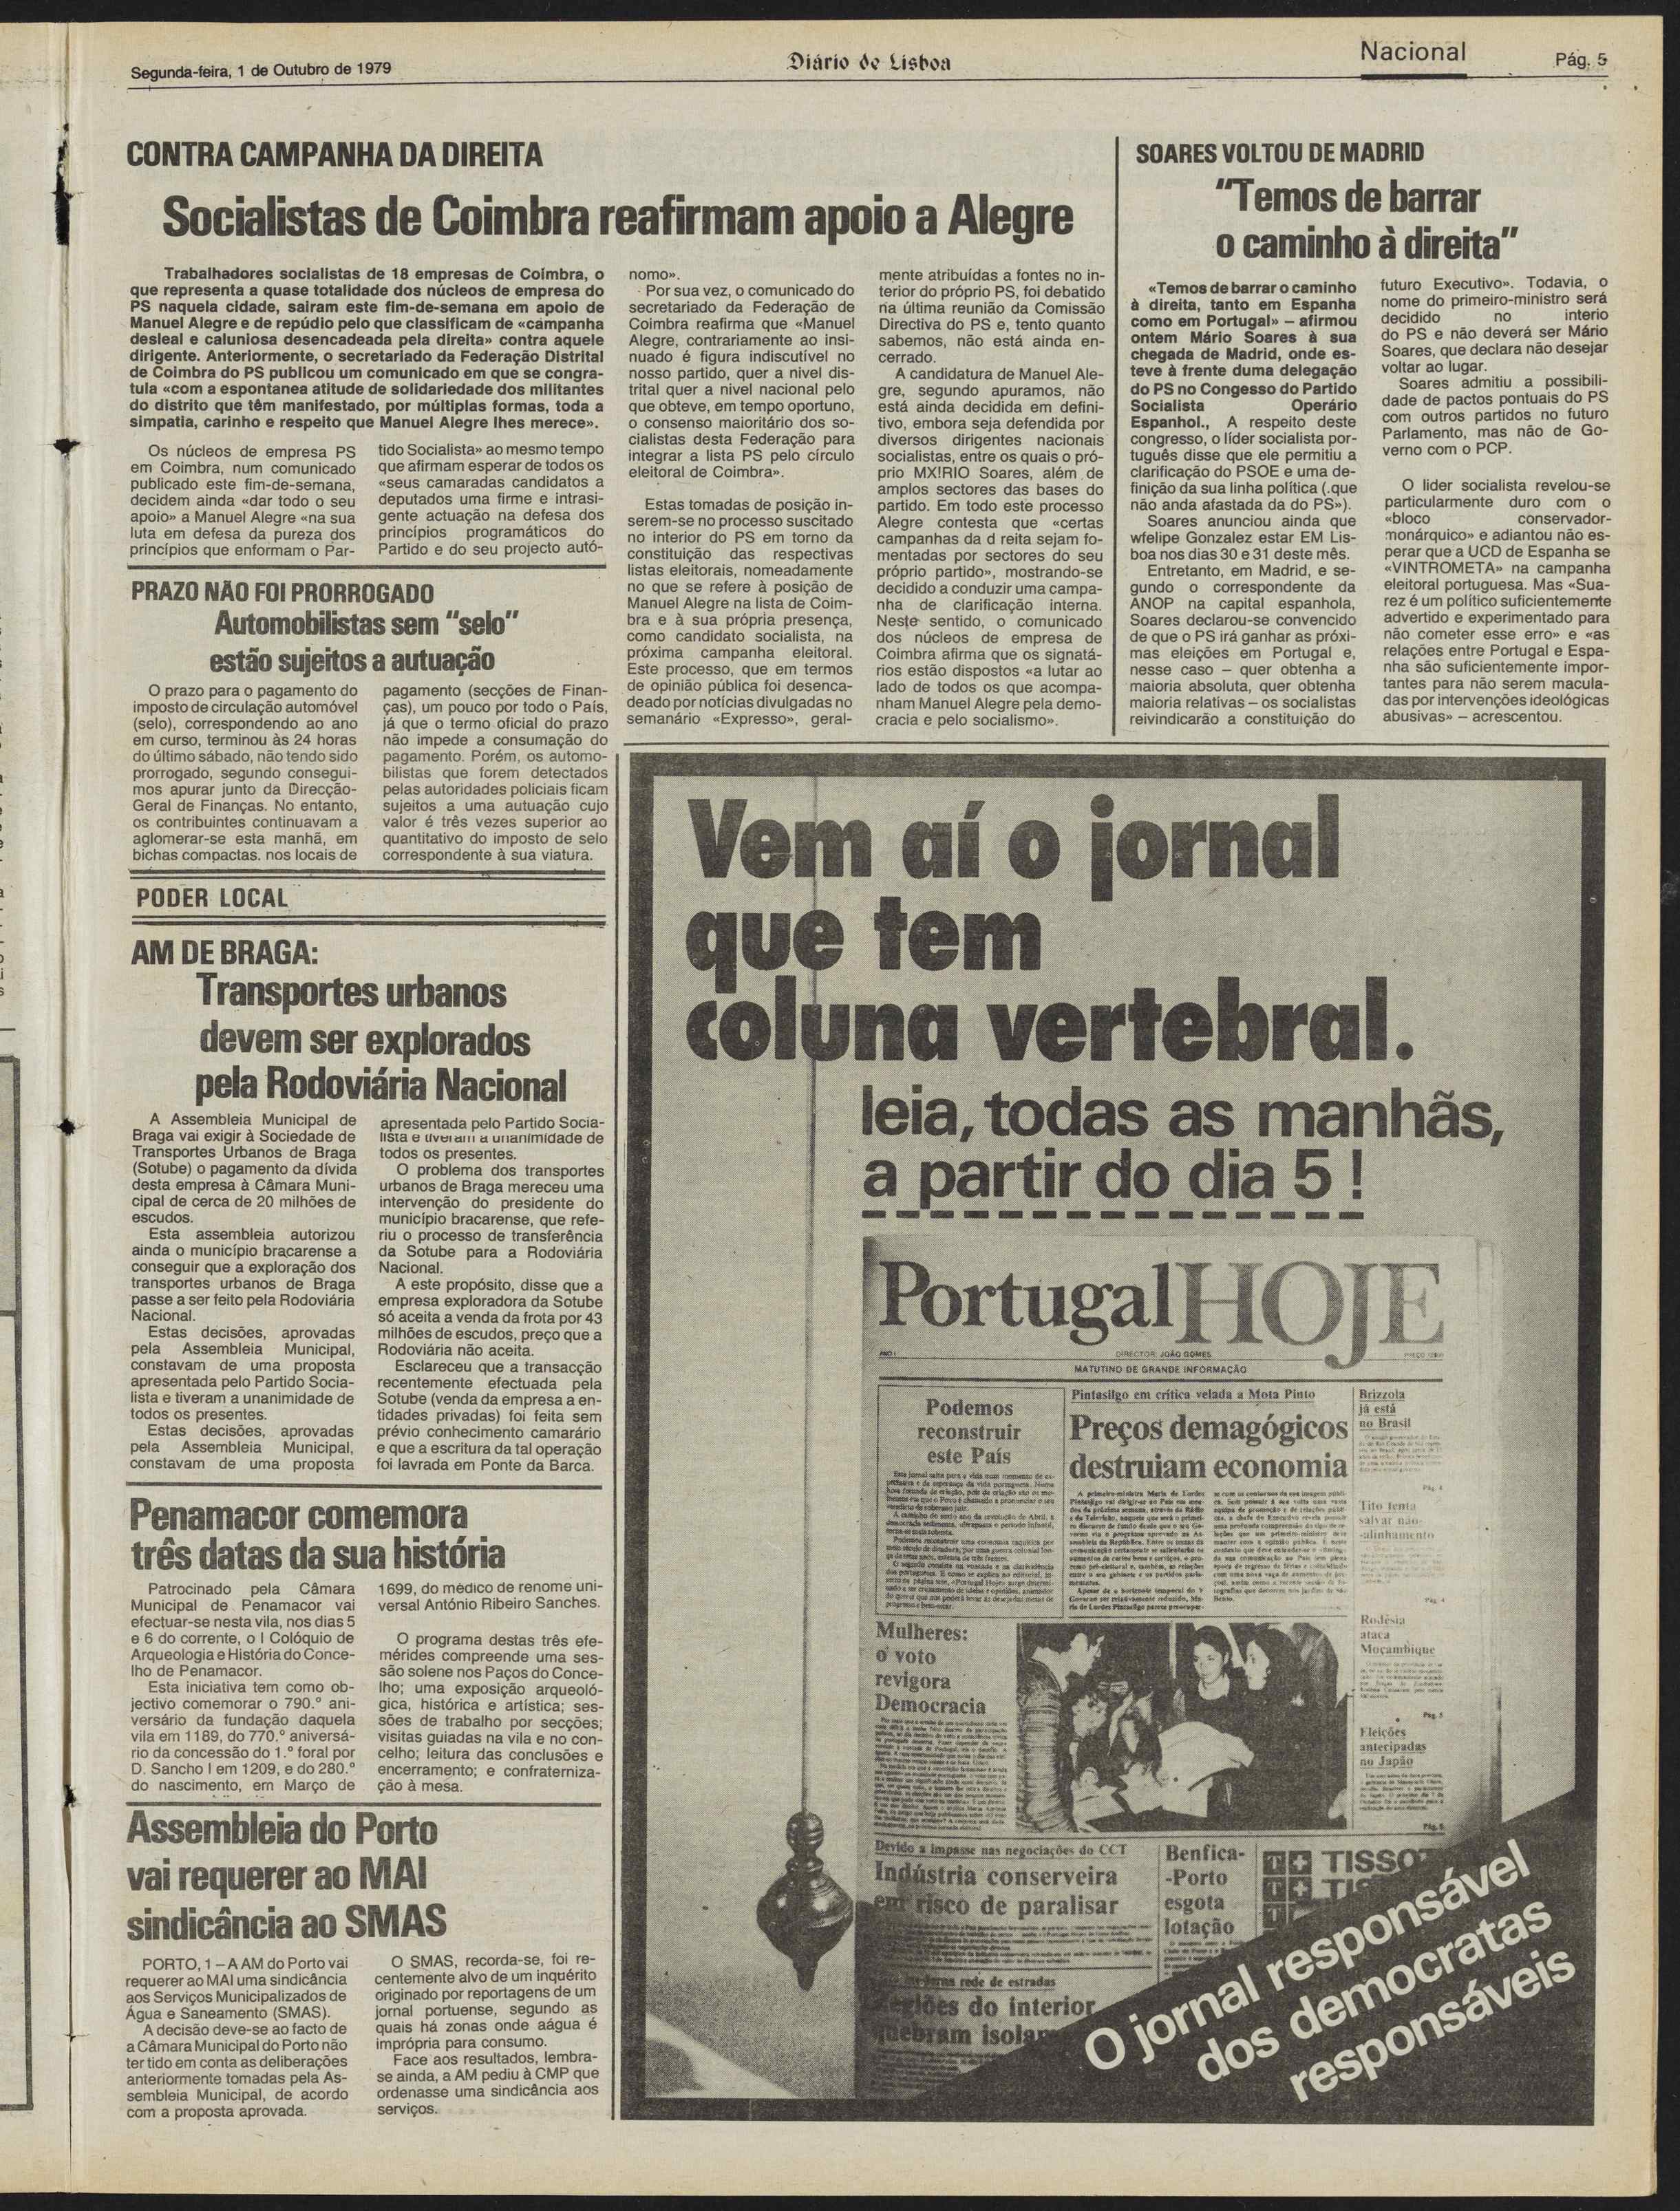 Segunda-feira, 1 de Outubro de 1979
Diário de Lisboa
Nacional
Pág. 5
CONTRA CAMPANHA DA DIREITA
Socialistas de Coimbra reafirmam apoio a Alegre
Trabalhadores socialistas de 18 empresas de Coimbra, o
que representa a quase totalidade dos núcleos de empresa do
PS naquela cidade, sairam este fim-de-semana em apoio de
Manuel Alegre e de repúdio pelo que classificam de «campanha
desleal e caluniosa desencadeada pela direita» contra aquele
dirigente. Anteriormente, o secretariado da Federação Distrital
de Coimbra do PS publicou um comunicado em que se congra-
tula «com a espontanea atitude de solidariedade dos militantes
do distrito que têm manifestado, por múltiplas formas, toda a
simpatia, carinho e respeito que Manuel Alegre lhes merece».
Os núcleos de empresa PS
em Coimbra, num comunicado
publicado este fim-de-semana,
decidem ainda «dar todo o seu
apoio» a Manuel Alegre «na sua
luta em defesa da pureza dos
princípios que enformam o Par-
tido Socialista» ao mesmo tempo
que afirmam esperar de todos os
«seus camaradas candidatos a
deputados uma firme e intrasi-
gente actuação na defesa dos
princípios programáticos do
Partido e do seu projecto autó-
nomo».
Por sua vez, o comunicado do
secretariado da Federação de
Coimbra reafirma que «Manuel
Alegre, contrariamente ao insi-
nuado é figura indiscutível no
nosso partido, quer a nivel dis-
trital quer a nivel nacional pelo
que obteve, em tempo oportuno,
o consenso maioritário dos so-
cialistas desta Federação para
integrar a lista PS pelo círculo
eleitoral de Coimbra».
Estas tomadas de posição in-
serem-se no processo suscitado
no interior do PS em torno da
constituição das respectivas
listas eleitorais, nomeadamente
no que se refere à posição de
Manuel Alegre na lista de Coim-
bra e à sua própria presença,
como candidato socialista, na
próxima campanha eleitoral.
Este processo, que em termos
de opinião pública foi desenca-
deado por notícias divulgadas no
semanário «Expresso», geral-
mente atribuídas a fontes no in-
terior do próprio PS, foi debatido
na última reunião da Comissão
Directiva do PS e, tento quanto
sabemos, não está ainda en-
cerrado.
A candidatura de Manuel Ale-
gre, segundo apuramos, não
está ainda decidida em defini-
tivo, embora seja defendida por
diversos dirigentes nacionais
socialistas, entre os quais o pró-
prio MX!RIO Soares, além de
amplos sectores das bases do
partido. Em todo este processo
Alegre contesta que «certas
campanhas da d reita sejam fo-
mentadas por sectores do seu
próprio partido», mostrando-se
decidido a conduzir uma campa-
nha de clarificação interna.
Neste sentido, o comunicado
dos núcleos de empresa de
Coimbra afirma que os signatá-
rios estão dispostos «a lutar ao
lado de todos os que acompa-
nham Manuel Alegre pela demo-
cracia e pelo socialismo».
SOARES VOLTOU DE MADRID
"Temos de barrar
o caminho à direita"
«Temos de barrar o caminho
à direita, tanto em Espanha
como em Portugal» – afirmou
ontem Mário Soares à sua
chegada de Madrid, onde es-
teve à frente duma delegação
do PS no Congesso do Partido
Socialista Operário
Espanhol., A respeito deste
congresso, o líder socialista por-
tuguês disse que ele permitiu a
clarificação do PSOE e uma de-
finição da sua linha política (.que
não anda afastada da do PS»).
Soares anunciou ainda que
wfelipe Gonzalez estar EM Lis-
boa nos dias 30 e 31 deste mês.
Entretanto, em Madrid, e se-
gundo o correspondente da
ANOP na capital espanhola,
Soares declarou-se convencido
de que o PS irá ganhar as próxi-
mas eleições em Portugal e,
nesse caso – quer obtenha a
maioria absoluta, quer obtenha
maioria relativas – os socialistas
reivindicarão a constituição do
futuro Executivo». Todavia, o
nome do primeiro-ministro será
decidido no interio
do PS e não deverá ser Mário
Soares, que declara não desejar
voltar ao lugar.
Soares admitiu a possibili-
dade de pactos pontuais do PS
com outros partidos no futuro
Parlamento, mas não de Go-
verno com o PCP.
O lider socialista revelou-se
particularmente duro com o
«bloco conservador-
monárquico» e adiantou não es-
perar que a UCD de Espanha se
«VINTROMETA» na campanha
eleitoral portuguesa. Mas «Sua-
rez é um político suficientemente
advertido e experimentado para
não cometer esse erro» e «as
relações entre Portugal e Espa-
nha são suficientemente impor-
tantes para não serem macula-
das por intervenções ideológicas
abusivas» – acrescentou.
PRAZO NÃO FOI PRORROGADO
Automobilistas sem "selo"
estão sujeitos a autuação
O prazo para o pagamento do
imposto de circulação automóvel
(selo), correspondendo ao ano
em curso, terminou às 24 horas
do último sábado, não tendo sido
prorrogado, segundo consegui-
mos apurar junto da Direcção-
Geral de Finanças. No entanto,
os contribuintes continuavam a
aglomerar-se esta manhã, em
bichas compactas. nos locais de
pagamento (secções de Finan-
ças), um pouco por todo o País,
já que o termo oficial do prazo
não impede a consumação do
pagamento. Porém, os automo-
bilistas que forem detectados
pelas autoridades policiais ficam
sujeitos a uma autuação cujo
valor é três vezes superior ao
quantitativo do imposto de selo
correspondente à sua viatura.
PODER LOCAL
AM DE BRAGA:
Transportes urbanos
devem ser explorados
pela Rodoviária Nacional
A Assembleia Municipal de
Braga vai exigir à Sociedade de
Transportes Urbanos de Braga
(Sotube) o pagamento da dívida
desta empresa à Câmara Muni-
cipal de cerca de 20 milhões de
escudos.
Esta assembleia autorizou
ainda o município bracarense a
conseguir que a exploração dos
transportes urbanos de Braga
passe a ser feito pela Rodoviária
Nacional.
Estas decisões, aprovadas
pela Assembleia Municipal,
constavam de uma proposta
apresentada pelo Partido Socia-
lista e tiveram a unanimidade de
todos os presentes.
Estas decisões, aprovadas
pela Assembleia Municipal,
constavam de uma proposta
apresentada pelo Partido Socia-
lista e tiveram a unanimidade de
todos os presentes.
O problema dos transportes
urbanos de Braga mereceu uma
intervenção do presidente do
município bracarense, que refe-
riu o processo de transferência
da Sotube para a Rodoviária
Nacional.
A este propósito, disse que a
empresa exploradora da Sotube
só aceita a venda da frota por 43
milhões de escudos, preço que a
Rodoviária não aceita.
Esclareceu que a transacção
recentemente efectuada pela
Sotube (venda da empresa a en-
tidades privadas) foi feita sem
prévio conhecimento camarário
e que a escritura da tal operação
foi lavrada em Ponte da Barca.
Penamacor comemora
três datas da sua história
Patrocinado pela Câmara
Municipal de Penamacor vai
efectuar-se nesta vila, nos dias 5
e 6 do corrente, o I Colóquio de
Arqueologia e História do Conce-
lho de Penamacor.
Esta iniciativa tem como ob-
jectivo comemorar o 790.º ani-
versário da fundação daquela
vila em 1189, do 770.º aniversá-
rio da concessão do 1.º foral por
D. Sancho I em 1209, e do 280.º
do nascimento, em Março de
1699, do médico de renome uni-
versal António Ribeiro Sanches.
O programa destas três efe-
mérides compreende uma ses-
são solene nos Paços do Conce-
lho; uma exposição arqueoló-
gica, histórica e artística; ses-
sões de trabalho por secções;
visitas guiadas na vila e no con-
celho; leitura das conclusões e
encerramento; e confraterniza-
ção à mesa.
Assembleia do Porto
vai requerer ao MAI
sindicância ao SMAS
PORTO, 1 – A AM do Porto vai
requerer ao MAI uma sindicância
aos Serviços Municipalizados de
Água e Saneamento (SMAS).
A decisão deve-se ao facto de
a Câmara Municipal do Porto não
ter tido em conta as deliberações
anteriormente tomadas pela As-
sembleia Municipal, de acordo
com a proposta aprovada.
O SMAS, recorda-se, foi re-
centemente alvo de um inquérito
originado por reportagens de um
jornal portuense, segundo as
quais há zonas onde aágua é
imprópria para consumo.
Face aos resultados, lembra-
se ainda, a AM pediu à CMP que
ordenasse uma sindicância aos
serviços.
Vem aí o jornal
que tem
coluna vertebral.
leia, todas as manhãs,
a partir do dia 5 !
Portugal HOJE
ANO I
DIRECTOR: JOÃO GOMES
MATUTINO DE GRANDE INFORMAÇÃO
Podemos
reconstruir
este País
Pintasilgo em crítica velada a Mota Pinto
Preços demagógicos
destruiam economia
Brizzola
já está
no Brasil
Tito tenta
salvar não-
-alinhamento
Rodésia
ataca
Moçambique
Pág. 5
Eleições
antecipadas
no Japão
Pág. 6
Mulheres:
o voto
revigora
Democracia
Devido a impasse nas negociações do CCT
Indústria conserveira
em risco de paralisar
Benfica-
-Porto
esgota
lotação
TISSOT
rede de estradas
Regiões do interior
quebram
O jornal responsável
dos democratas
responsáveis